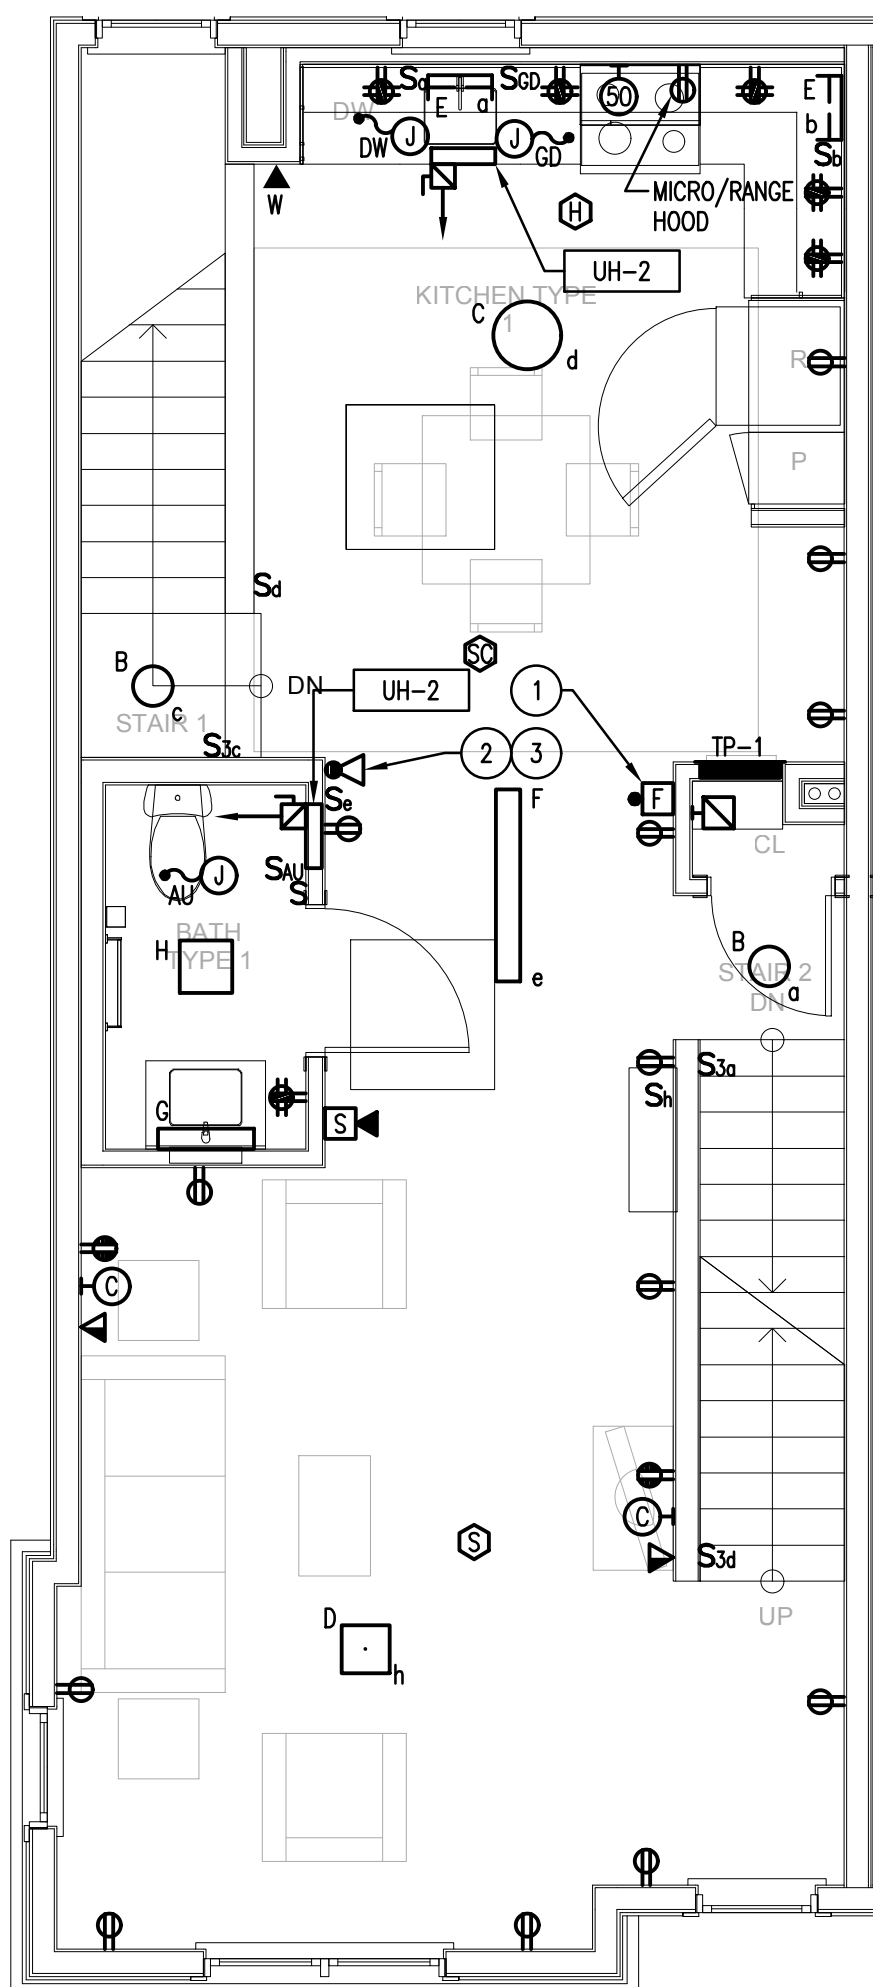 Sa
SGD
50
E
a
E
b
DW
J
J
DW
GD
Sb
MICRO/RANGE
HOOD
W
H
UH-2
KITCHEN TYPE
1
C
d
R
P
Sd
SC
B
DN
UH-2
1
c
STAIR 1
S3c
2
3
TP-1
Se
F
F
CL
SAU
J
AU
S
BATH
TYPE 1
H
e
B
STAIR 2
a
DN
S3a
Sh
G
S
C
C
S
S3d
UP
D
h